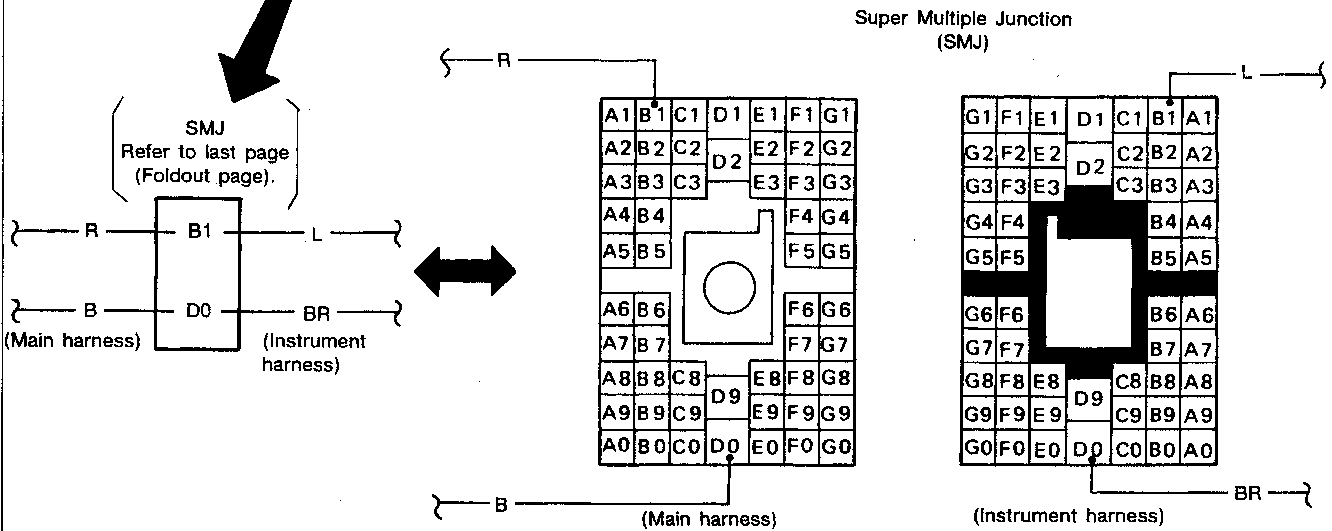 Super Multiple Junction
(SMJ)
SMJ
Refer to last page
(Foldout page).
R B1 L
B D0 BR
(Main harness) (Instrument
harness)
R
A1 B1 C1 D1 E1 F1 G1
A2 B2 C2 D2 E2 F2 G2
A3 B3 C3 E3 F3 G3
A4 B4 F4 G4
A5 B5 F5 G5
A6 B6 F6 G6
A7 B7 F7 G7
A8 B8 C8 E8 F8 G8
A9 B9 C9 D9 E9 F9 G9
A0 B0 C0 D0 E0 F0 G0
B
(Main harness)
L
G1 F1 E1 D1 C1 B1 A1
G2 F2 E2 D2 C2 B2 A2
G3 F3 E3 C3 B3 A3
G4 F4 B4 A4
G5 F5 B5 A5
G6 F6 B6 A6
G7 F7 B7 A7
G8 F8 E8 C8 B8 A8
G9 F9 E9 D9 C9 B9 A9
G0 F0 E0 D0 C0 B0 A0
BR
(Instrument harness)